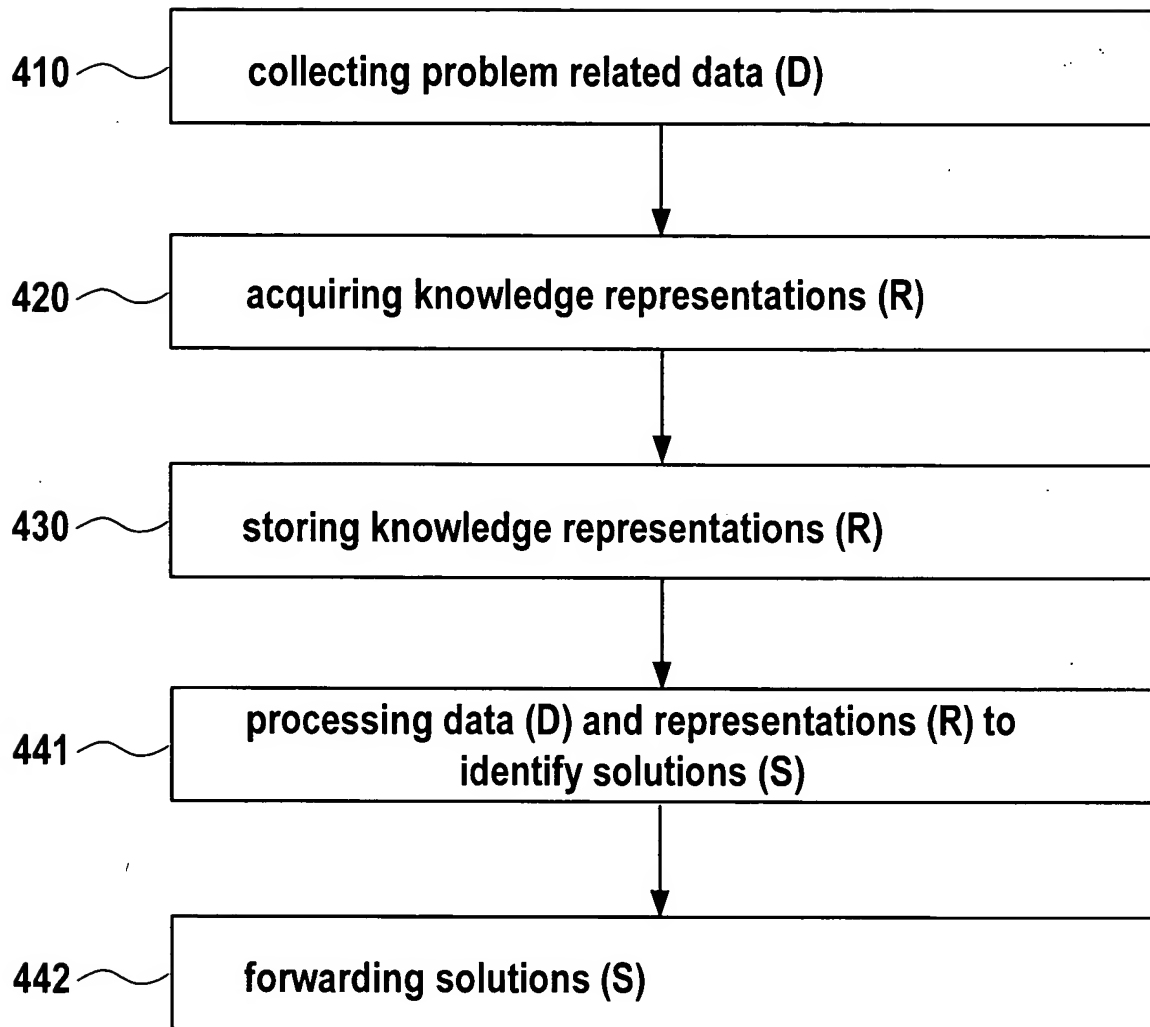 410 collecting problem related data (D)
420 acquiring knowledge representations (R)
430 storing knowledge representations (R)
441 processing data (D) and representations (R) to
identify solutions (S)
442 forwarding solutions (S)